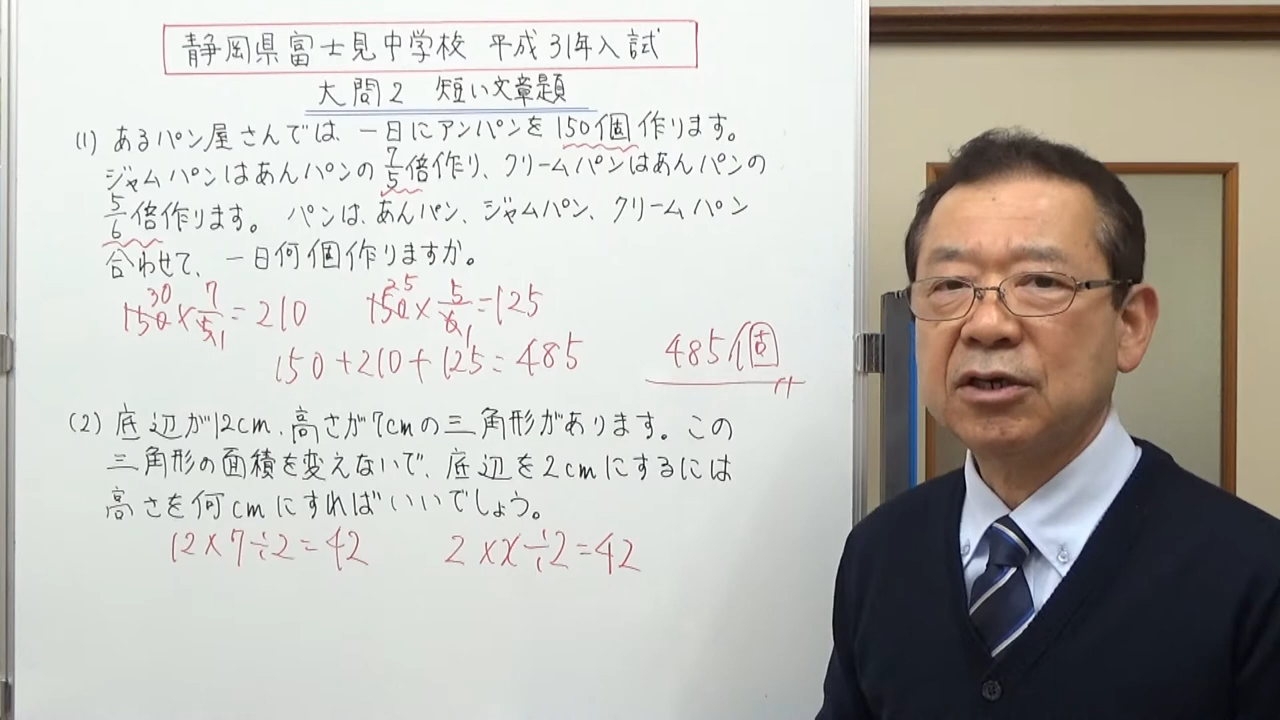 静岡県富士見中学校 平成31年入試
大問2 短い文章題
(1) あるパン屋さんでは、一日にアンパンを150個作ります。
ジャムパンはあんパンの7/5倍作り、クリームパンはあんパンの
5/6倍作ります。 パンは、あんパン、ジャムパン、クリームパン
合わせて、一日何個作りますか。
30 25
150×7/5=210 150×5/6=125
1 1
150+210+125=485 485個
(2) 底辺が12cm、高さが7cmの三角形があります。この
三角形の面積を変えないで、底辺を2cmにするには
高さを何cmにすればいいでしょう。
12×7÷2=42 2×x÷2=42